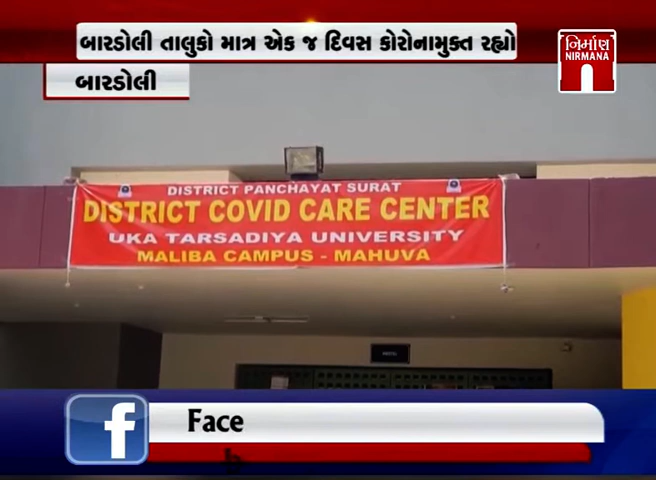 બારડોલી તાલુકો માત્ર એક જ દિવસ કોરોનામુક્ત રહ્યો
નિર્માણ
NIRMANA
બારડોલી
DISTRICT PANCHAYAT SURAT
DISTRICT COVID CARE CENTER
UKA TARSADIYA UNIVERSITY
MALIBA CAMPUS - MAHUVA
f Face